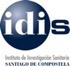 idis
Instituto de Investigación Sanitaria
SANTIAGO DE COMPOSTELA